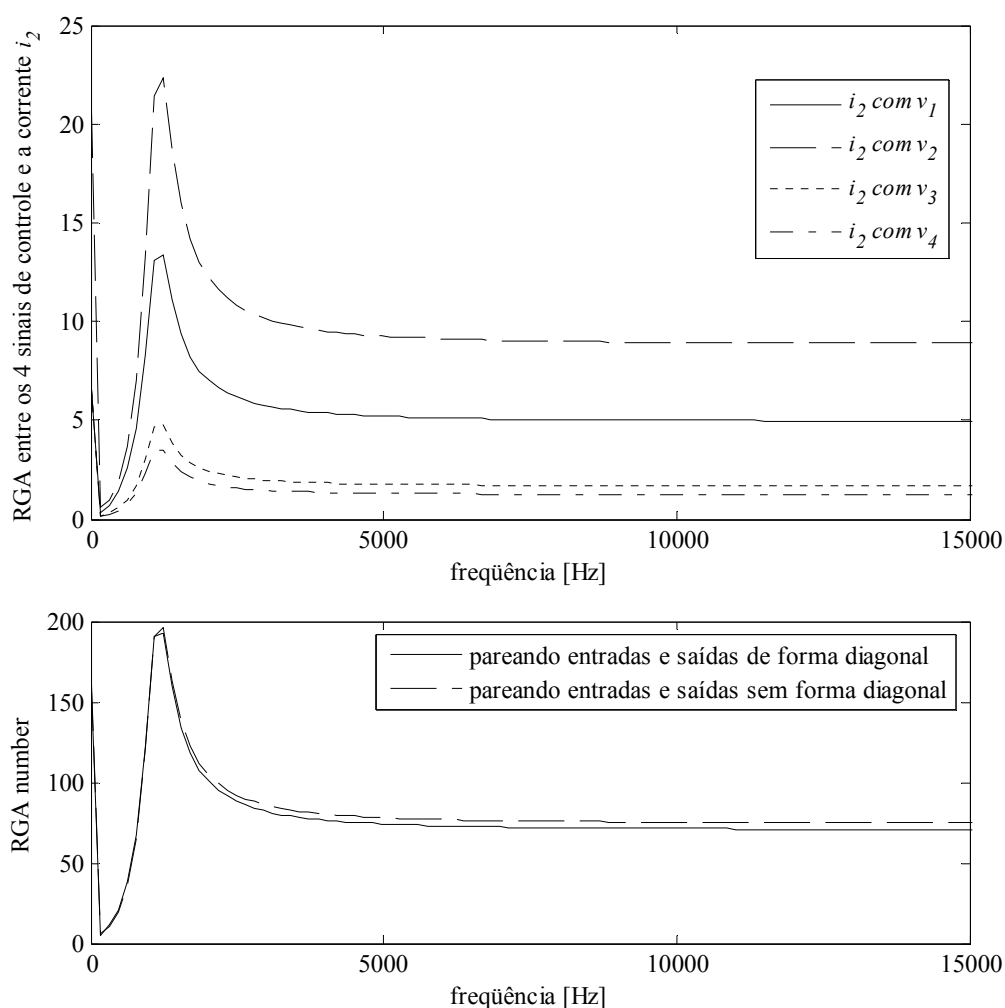 RGA entre os 4 sinais de controle e a corrente i2
25
20
15
10
5
0
i2 com v1
i2 com v2
i2 com v3
i2 com v4
0 5000 10000 15000
freqüência [Hz]
RGA number
200
150
100
50
0
pareando entradas e saídas de forma diagonal
pareando entradas e saídas sem forma diagonal
0 5000 10000 15000
freqüência [Hz]